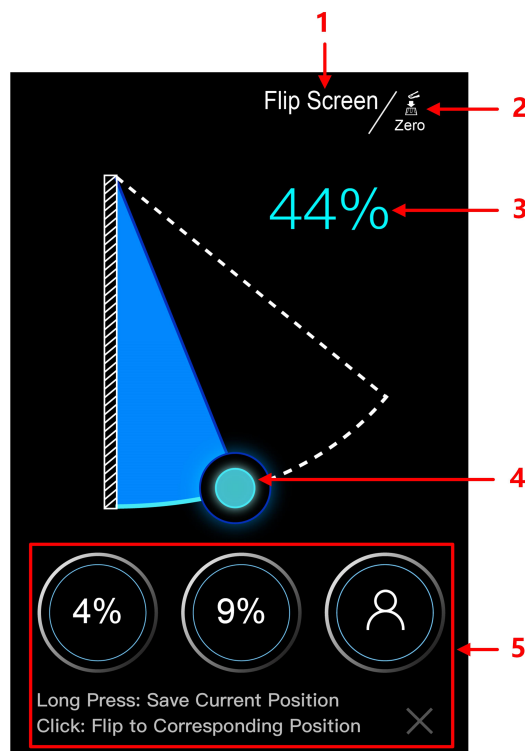 1
Flip Screen
Zero
2
44%
3
4
4%
9%
5
Long Press: Save Current Position
Click: Flip to Corresponding Position